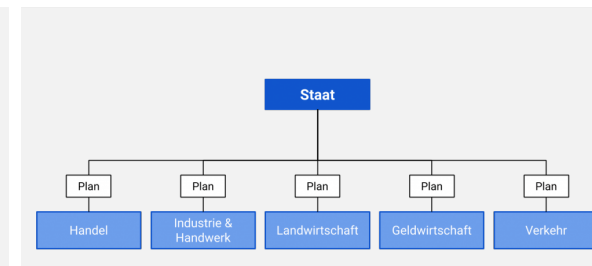 Staat
Plan Plan Plan Plan Plan
Handel Industrie & Handwerk Landwirtschaft Geldwirtschaft Verkehr